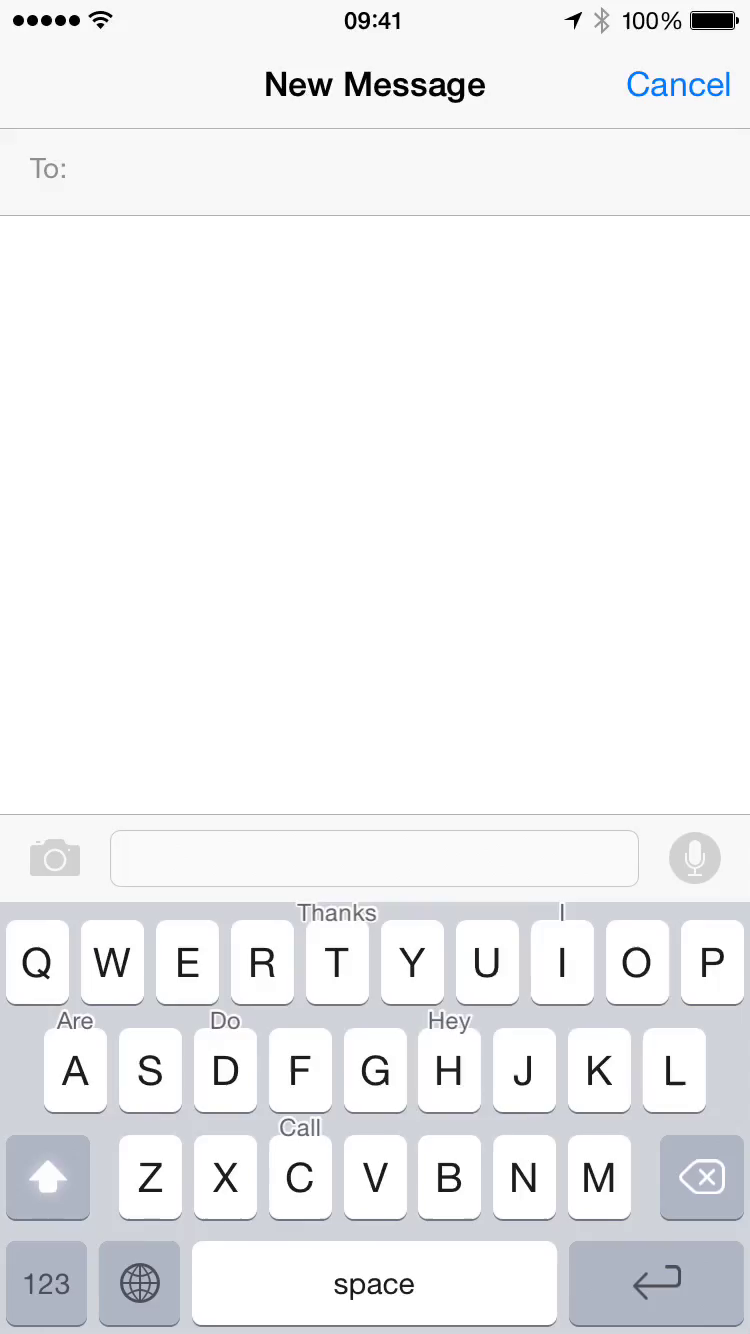 09:41 100%
New Message Cancel
To:
Thanks I
Q W E R T Y U I O P
Are Do Hey
A S D F G H J K L
Call
Z X C V B N M
123 space